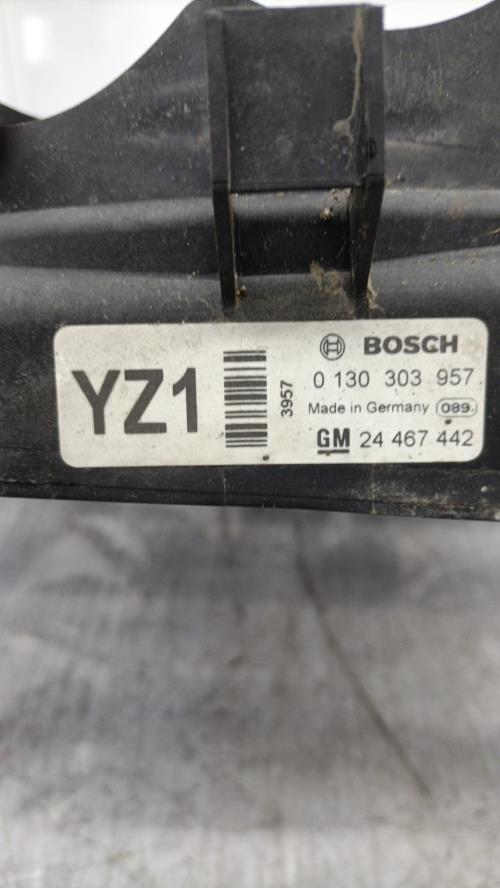 YZ1
3957
BOSCH
0 130 303 957
Made in Germany 089
GM 24 467 442